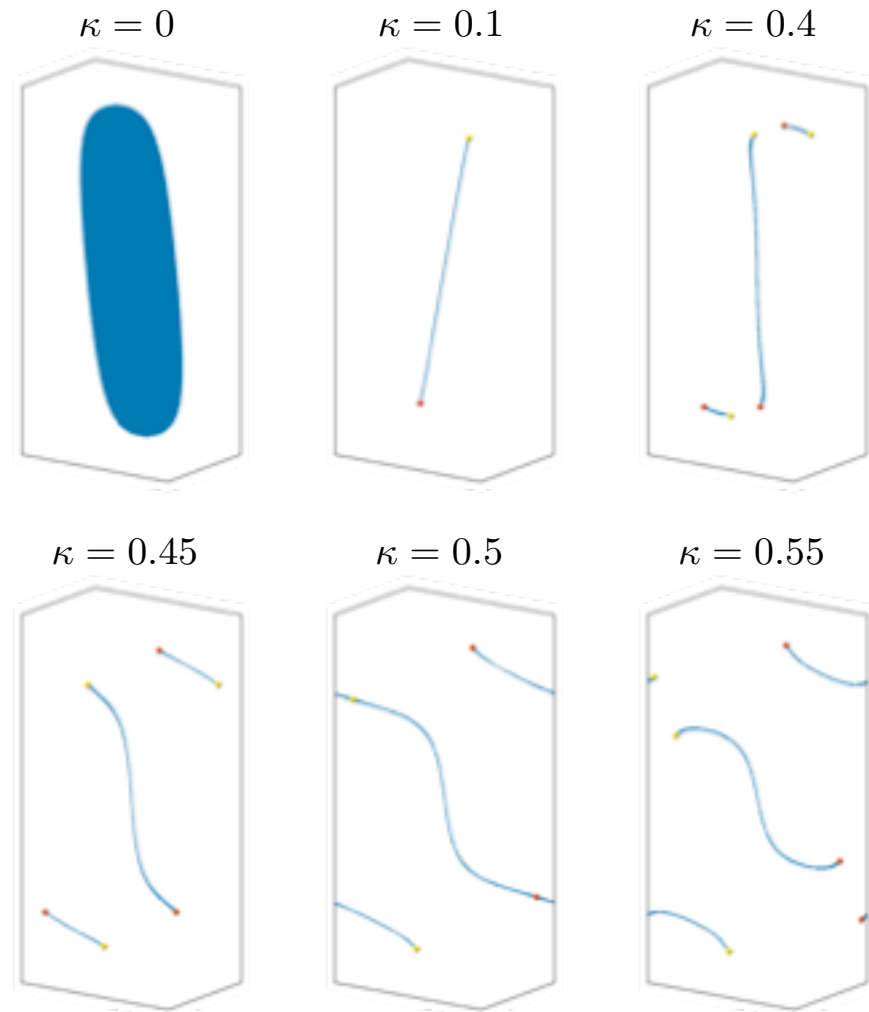 κ = 0
κ = 0.1
κ = 0.4
κ = 0.45
κ = 0.5
κ = 0.55